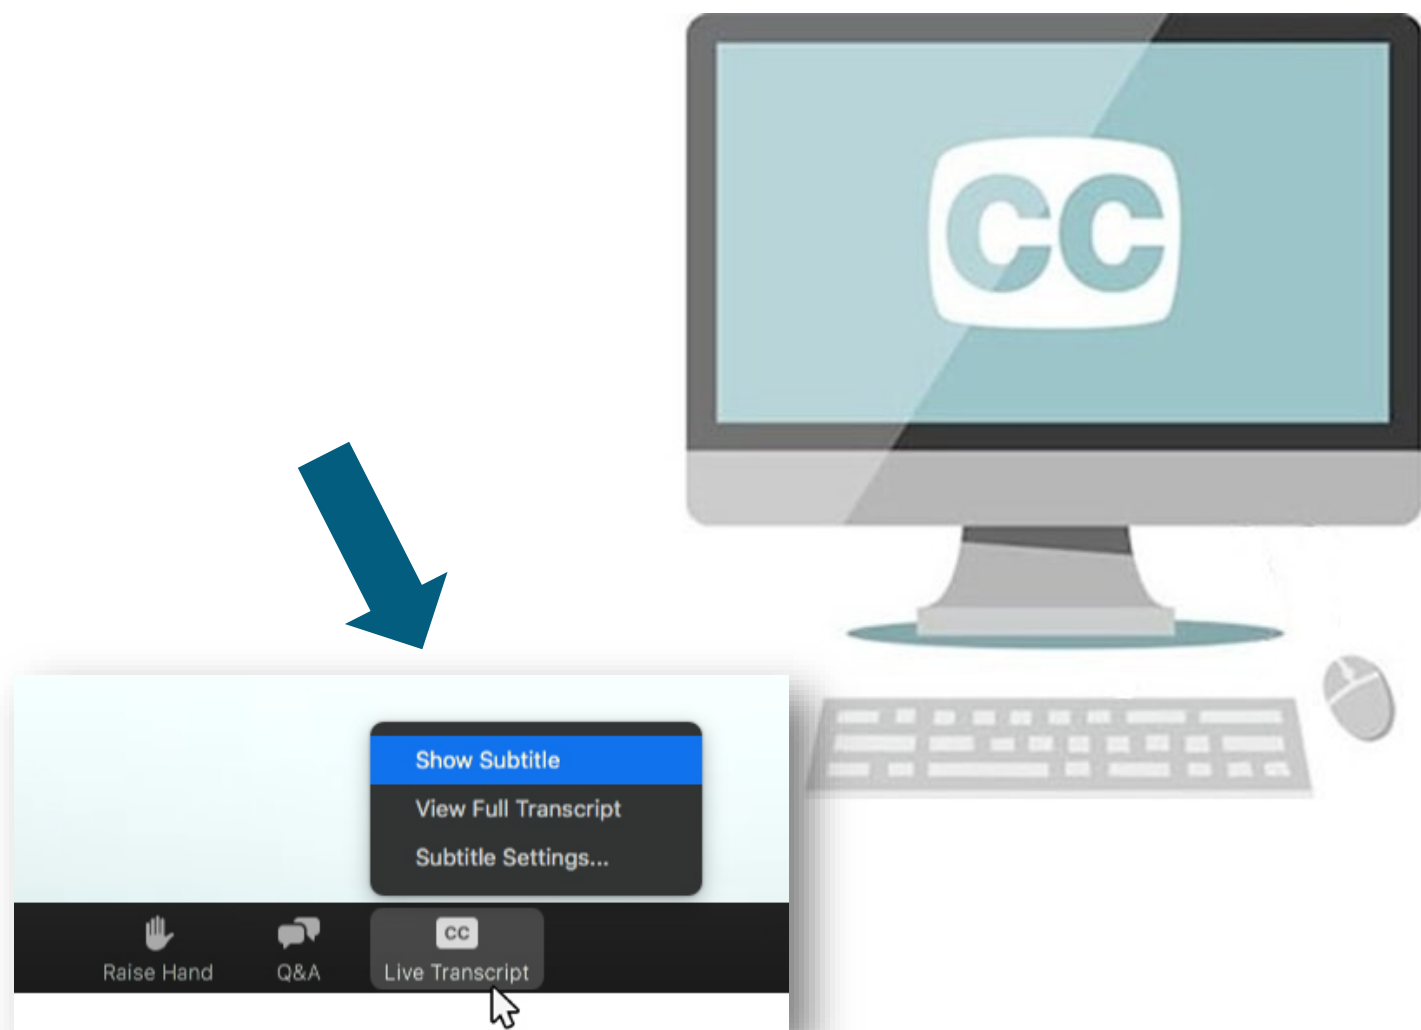 CC
Show Subtitle
View Full Transcript
Subtitle Settings...
CC
Raise Hand
Q&A
Live Transcript